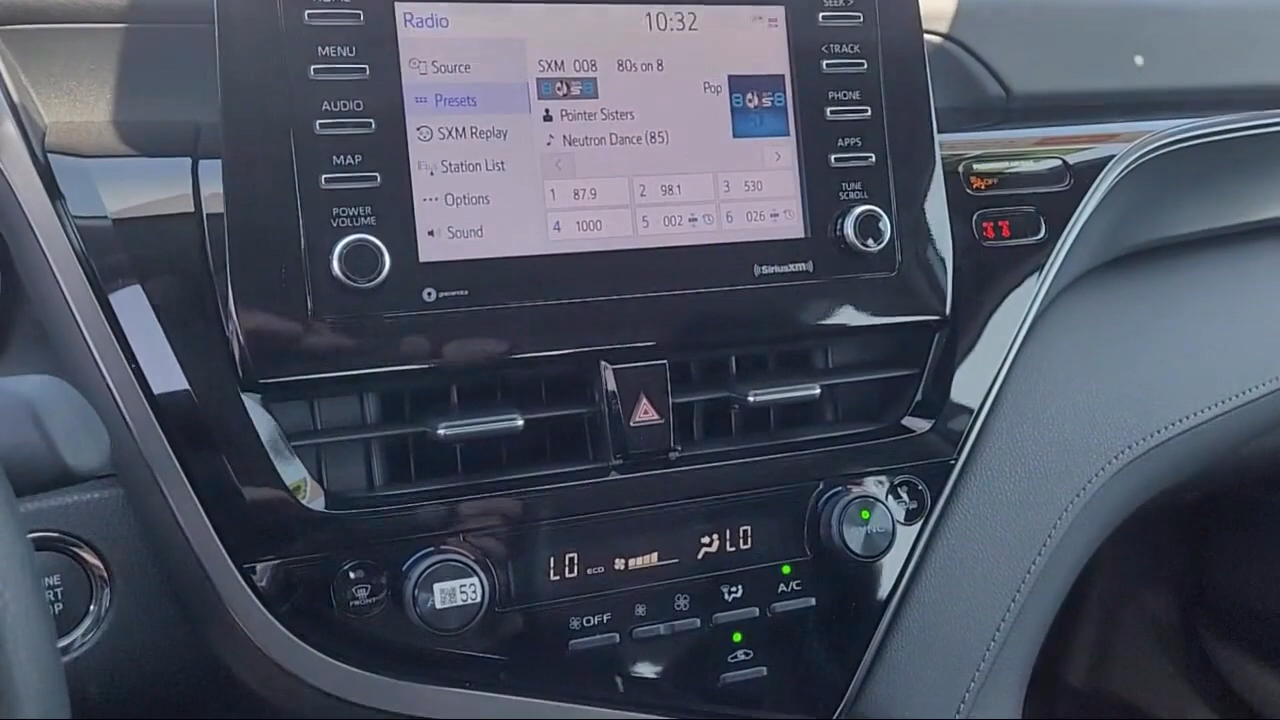 Radio
10:32
SEEK >
MENU
AUDIO
MAP
POWER
VOLUME
Source
Presets
SXM Replay
Station List
Options
Sound
SXM 008 80s on 8
Pop
Pointer Sisters
Neutron Dance (85)
1 87.9
2 98.1
3 530
4 1000
5 002
6 026
< TRACK
PHONE
APPS
TUNE
SCROLL
((SiriusXM))
OFF
LO
ECO
LO
SYNC
FRONT
53
OFF
A/C